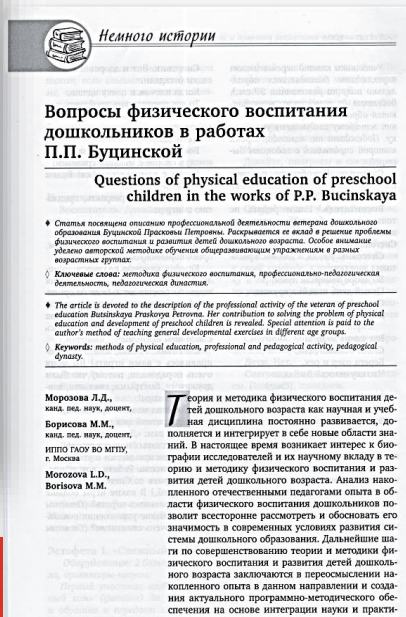 Немного истории
Вопросы физического воспитания
дошкольников в работах
П.П. Буцинской
Questions of physical education of preschool
children in the works of P.P. Bucinskaya
♦ Статья посвящена описанию профессиональной деятельности ветерана дошкольного
образования Буцинской Прасковьи Петровны. Раскрывается ее вклад в решение проблемы
физического воспитания и развития детей дошкольного возраста. Особое внимание
уделено авторской методике обучения общеразвивающим упражнениям в разных
возрастных группах.
◊ Ключевые слова: методика физического воспитания, профессионально-педагогическая
деятельность, педагогическая династия.
♦ The article is devoted to the description of the professional activity of the veteran of preschool
education Butsinskaya Praskovya Petrovna. Her contribution to solving the problem of physical
education and development of preschool children is revealed. Special attention is paid to the
author's method of teaching general developmental exercises in different age groups.
◊ Keywords: methods of physical education, professional and pedagogical activity, pedagogical
dynasty.
Морозова Л.Д.,
канд. пед. наук, доцент,
Борисова М.М.,
канд. пед. наук, доцент,
ИППО ГАОУ ВО МГПУ,
г. Москва
Morozova L.D.,
Borisova M.M.
Теория и методика физического воспитания де-
тей дошкольного возраста как научная и учеб-
ная дисциплина постоянно развивается, до-
полняется и интегрирует в себе новые области зна-
ний. В настоящее время возникает интерес к био-
графии исследователей и их научному вкладу в те-
орию и методику физического воспитания и раз-
вития детей дошкольного возраста. Анализ нако-
пленного отечественными педагогами опыта в об-
ласти физического воспитания дошкольников по-
зволит всесторонне рассмотреть и обосновать его
значимость в современных условиях развития си-
стемы дошкольного образования. Дальнейшие ша-
ги по совершенствованию теории и методики фи-
зического воспитания и развития детей дошколь-
ного возраста заключаются в переосмыслении на-
копленного опыта в данном направлении и созда-
ния актуального программно-методического обе-
спечения на основе интеграции науки и практи-